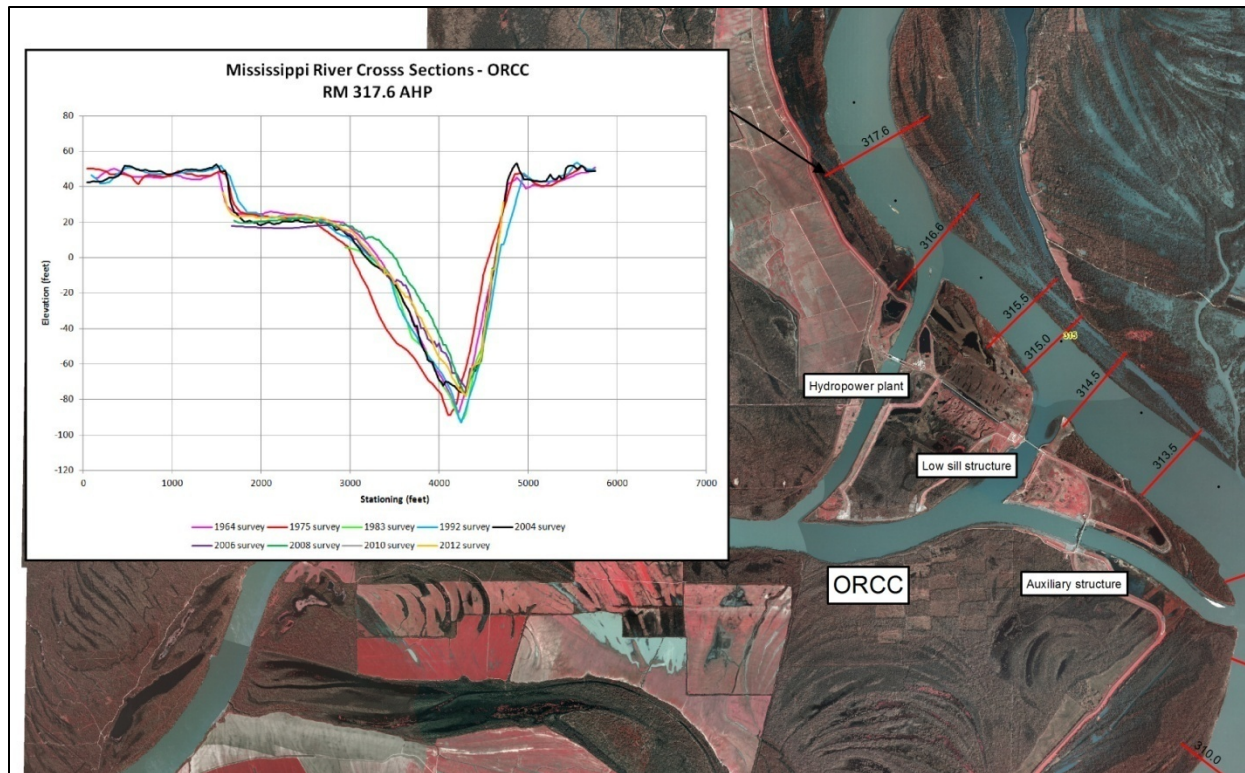 Mississippi River Crosss Sections - ORCC
RM 317.6 AHP
Elevation (feet)
80
60
40
20
0
-20
-40
-60
-80
-100
-120
0 1000 2000 3000 4000 5000 6000 7000
Stationing (feet)
1964 survey 1975 survey 1983 survey 1992 survey 2004 survey
2006 survey 2008 survey 2010 survey 2012 survey
317.6
316.6
315.5
315.0
315
314.5
313.5
310.0
Hydropower plant
Low sill structure
ORCC
Auxiliary structure